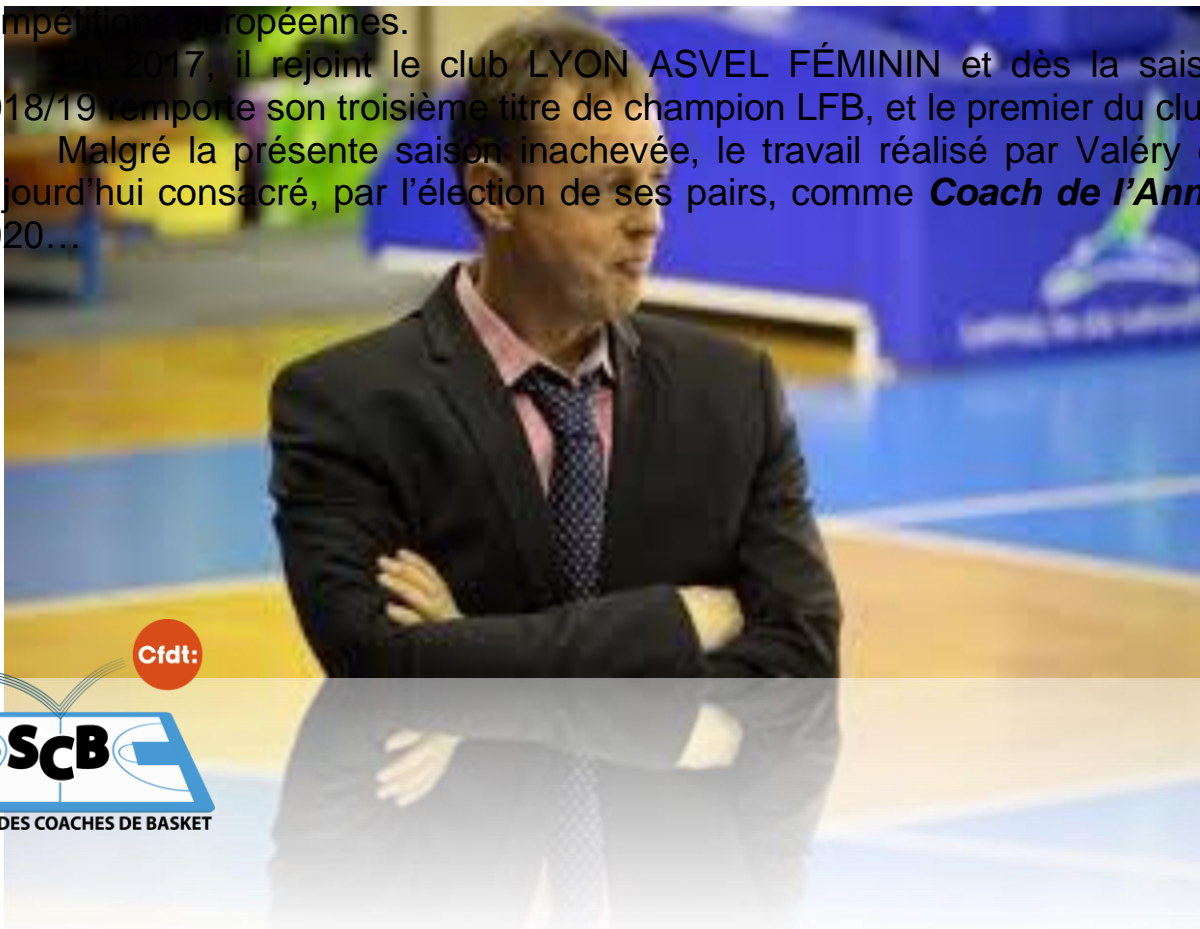 mpétitions européennes.
En 2017, il rejoint le club LYON ASVEL FÉMININ et dès la sais
018/19 remporte son troisième titre de champion LFB, et le premier du clu
Malgré la présente saison inachevée, le travail réalisé par Valéry e
jourd’hui consacré, par l’élection de ses pairs, comme Coach de l’Ann
020…
Cfdt:
SCB
DES COACHES DE BASKET